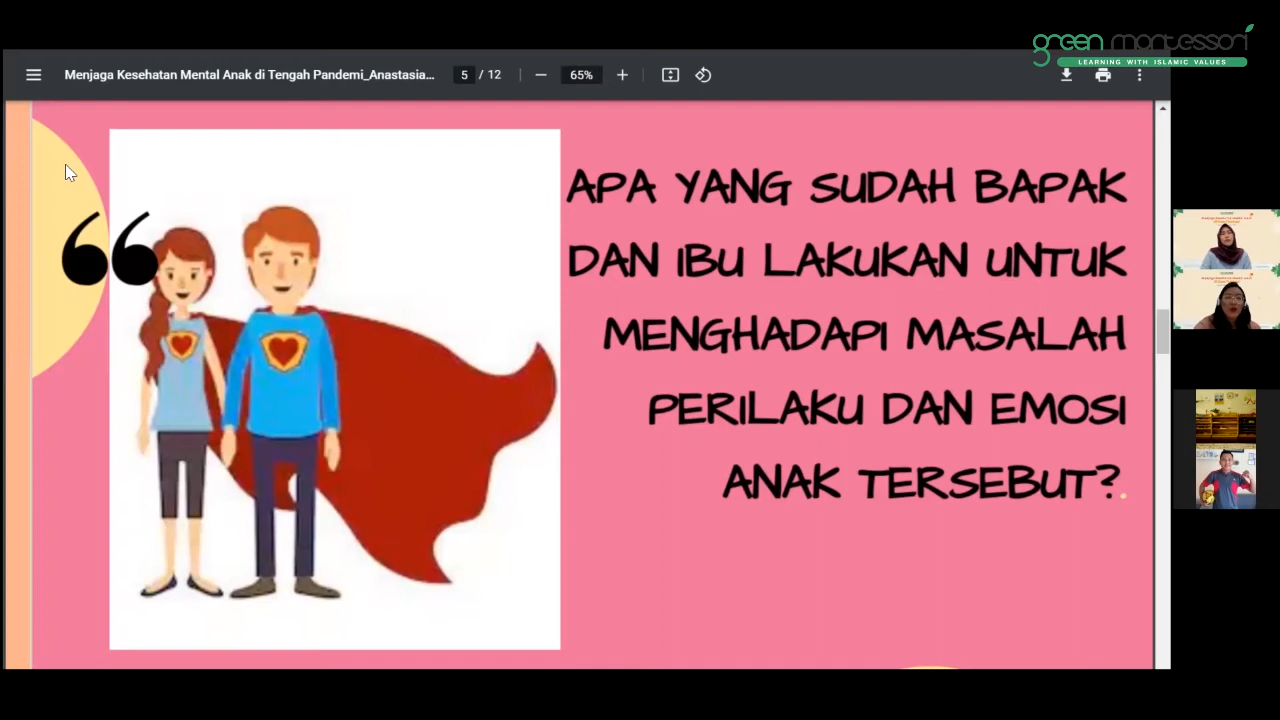 green montessori
LEARNING WITH ISLAMIC VALUES
Menjaga Kesehatan Mental Anak di Tengah Pandemi_Anastasia...
5 / 12
65%
APA YANG SUDAH BAPAK
DAN IBU LAKUKAN UNTUK
MENGHADAPI MASALAH
PERILAKU DAN EMOSI
ANAK TERSEBUT?.